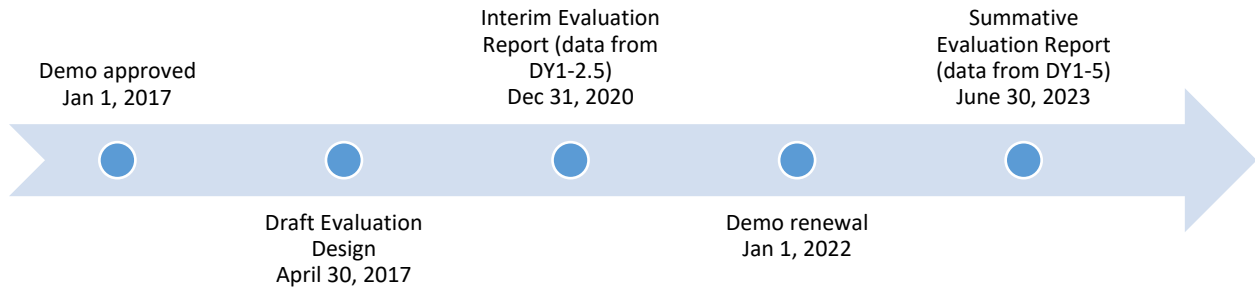 Demo approved
Jan 1, 2017
Draft Evaluation
Design
April 30, 2017
Interim Evaluation
Report (data from
DY1-2.5)
Dec 31, 2020
Demo renewal
Jan 1, 2022
Summative
Evaluation Report
(data from DY1-5)
June 30, 2023